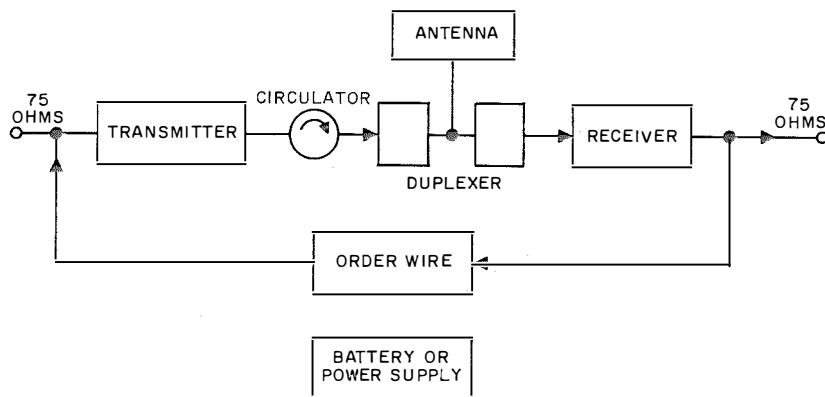 ANTENNA
75
OHMS
TRANSMITTER
CIRCULATOR
DUPLEXER
RECEIVER
75
OHMS
ORDER WIRE
BATTERY OR
POWER SUPPLY